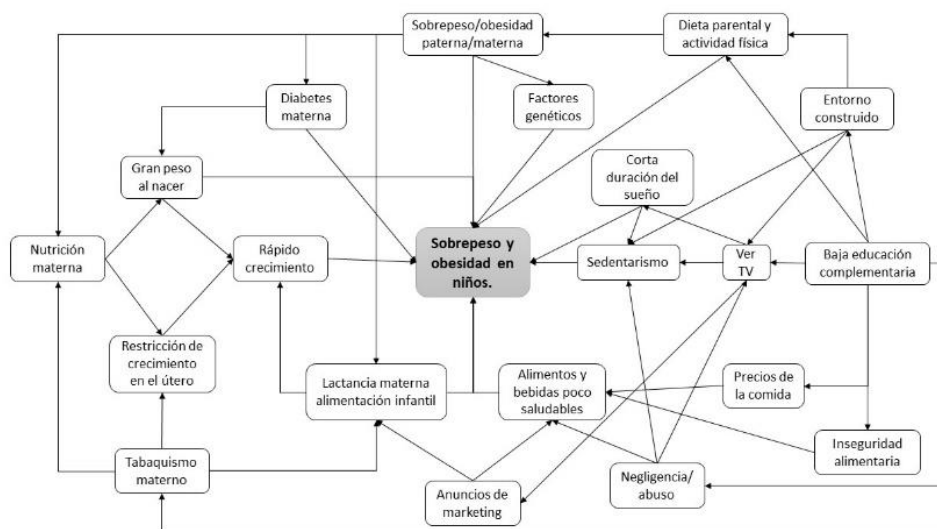 Sobrepeso/obesidad
paterna/materna
Dieta parental y
actividad física
Diabetes
materna
Factores
genéticos
Entorno
construido
Gran peso
al nacer
Corta
duración del
sueño
Nutrición
materna
Rápido
crecimiento
Sobrepeso y
obesidad en
niños.
Sedentarismo
Ver
TV
Baja educación
complementaria
Restricción de
crecimiento
en el útero
Lactancia materna
alimentación infantil
Alimentos y
bebidas poco
saludables
Precios de
la comida
Inseguridad
alimentaria
Tabaquismo
materno
Anuncios de
marketing
Negligencia/
abuso